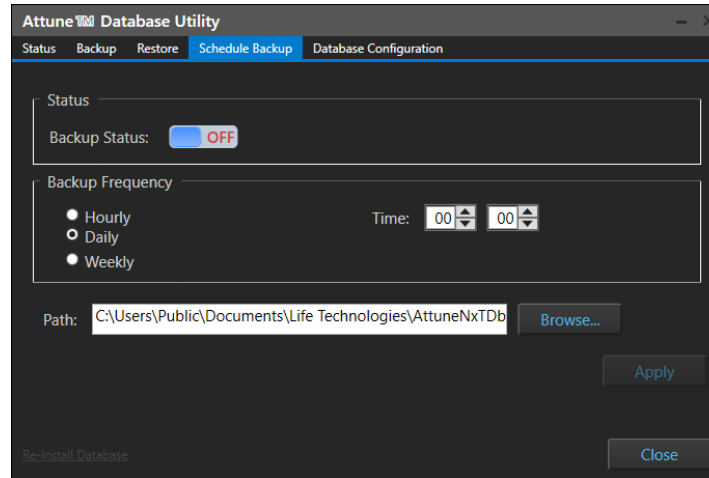 Attune™ Database Utility
Status Backup Restore Schedule Backup Database Configuration
Status
Backup Status: OFF
Backup Frequency
Hourly
Time: 00 00
Daily
Weekly
Path: C:\Users\Public\Documents\Life Technologies\AttuneNxTDb Browse...
Apply
Re-Install Database
Close